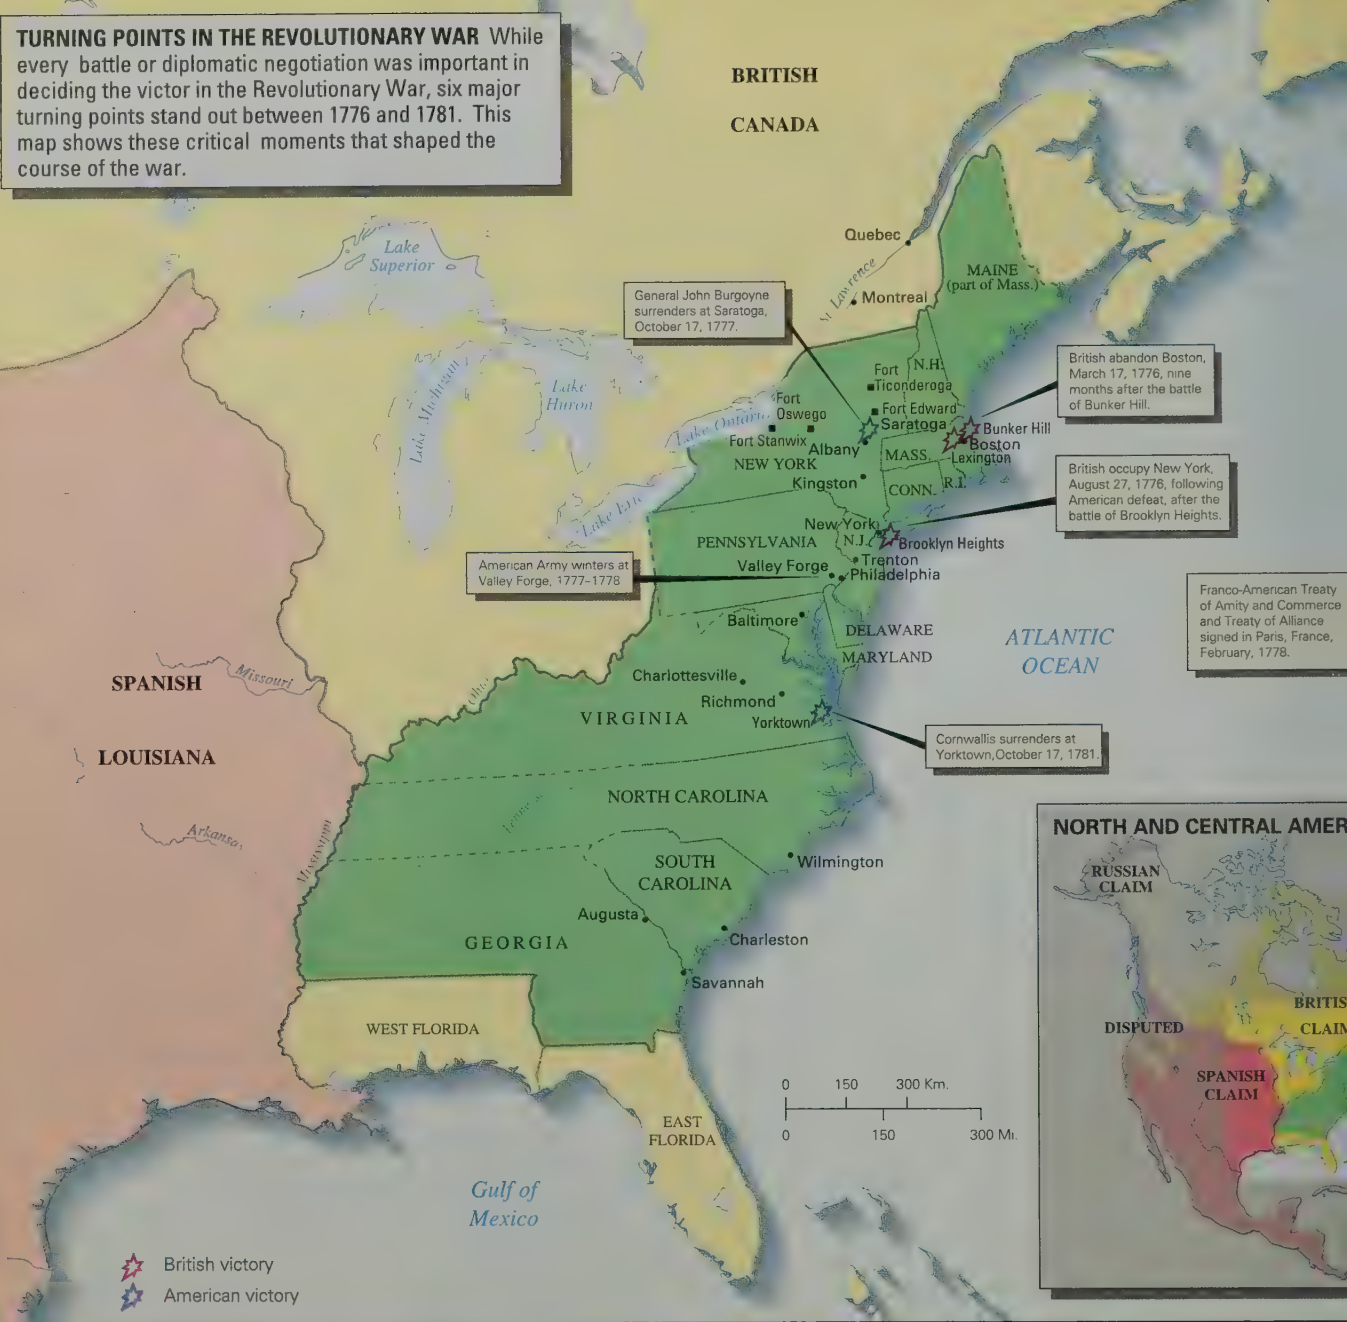 TURNING POINTS IN THE REVOLUTIONARY WAR While
every battle or diplomatic negotiation was important in
deciding the victor in the Revolutionary War, six major
turning points stand out between 1776 and 1781. This
map shows these critical moments that shaped the
course of the war.
BRITISH
CANADA
Quebec
St. Lawrence
Montreal
MAINE
(part of Mass.)
Lake
Superior
General John Burgoyne
surrenders at Saratoga,
October 17, 1777.
British abandon Boston,
March 17, 1776, nine
months after the battle
of Bunker Hill.
Lake Michigan
Lake
Huron
Lake Ontario
Lake Erie
Fort
Ticonderoga
N.H.
Fort
Oswego
Fort Edward
Saratoga
Fort Stanwix
Albany
Bunker Hill
Boston
Lexington
MASS.
NEW YORK
Kingston
CONN.
R.I.
British occupy New York,
August 27, 1776, following
American defeat, after the
battle of Brooklyn Heights.
New York
N.J.
Brooklyn Heights
PENNSYLVANIA
Trenton
Valley Forge
Philadelphia
American Army winters at
Valley Forge, 1777-1778
Franco-American Treaty
of Amity and Commerce
and Treaty of Alliance
signed in Paris, France,
February, 1778.
Baltimore
DELAWARE
MARYLAND
ATLANTIC
OCEAN
Charlottesville
Richmond
VIRGINIA
Yorktown
Ohio
Missouri
SPANISH
LOUISIANA
Cornwallis surrenders at
Yorktown, October 17, 1781.
NORTH CAROLINA
Arkansas
Mississippi
SOUTH
CAROLINA
Wilmington
Augusta
GEORGIA
Charleston
Savannah
WEST FLORIDA
EAST
FLORIDA
0 150 300 Km.
0 150 300 Mi.
Gulf of
Mexico
British victory
American victory
NORTH AND CENTRAL AMER
RUSSIAN
CLAIM
BRITIS
CLAIM
DISPUTED
SPANISH
CLAIM